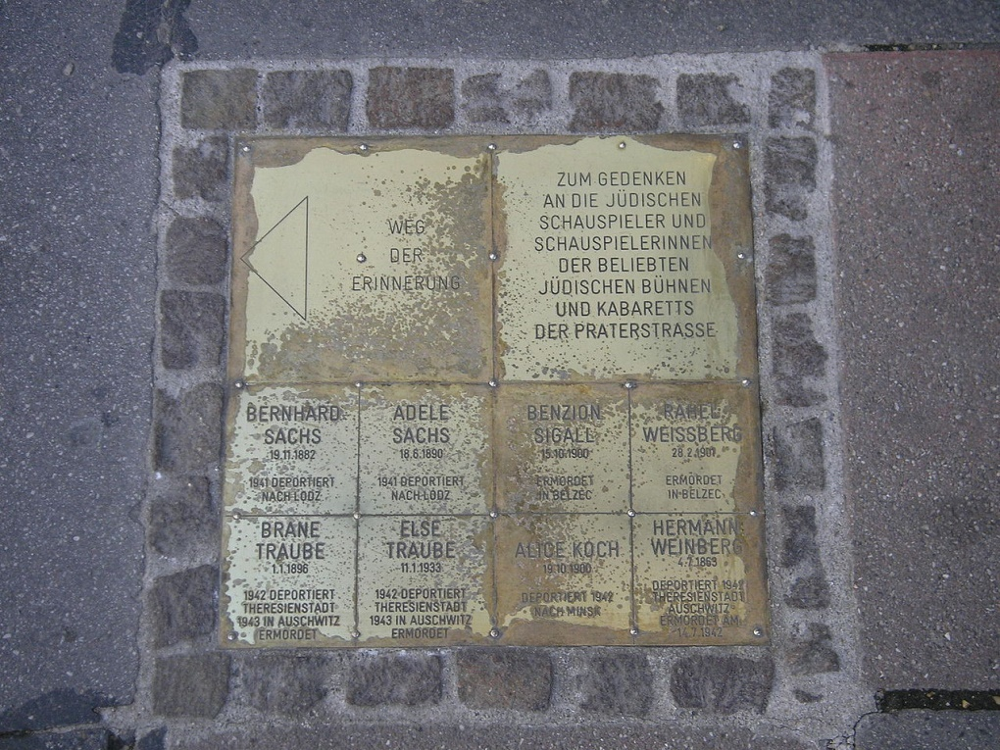 WEG
DER
ERINNERUNG
ZUM GEDENKEN
AN DIE JÜDISCHEN
SCHAUSPIELER UND
SCHAUSPIELERINNEN
DER BELIEBTEN
JÜDISCHEN BÜHNEN
UND KABARETTS
DER PRATERSTRASSE
BERNHARD
SACHS
19.11.1882
1941 DEPORTIERT
NACH LODZ
ADELE
SACHS
18.6.1890
1941 DEPORTIERT
NACH LODZ
BENZION
SIGALL
15.10.1900
ERMORDET
IN BELZEC
RAHEL
WEISSBERG
28.2.1901
ERMORDET
IN BELZEC
BRANE
TRAUBE
1.1.1896
1942 DEPORTIERT
THERESIENSTADT
1943 IN AUSCHWITZ
ERMORDET
ELSE
TRAUBE
11.1.1933
1942 DEPORTIERT
THERESIENSTADT
1943 IN AUSCHWITZ
ERMORDET
ALICE KOCH
19.10.1900
DEPORTIERT 1942
NACH MINSK
HERMANN
WEINBERG
4.7.1863
DEPORTIERT 1942
THERESIENSTADT
AUSCHWITZ
ERMORDET AM
14.7.1942